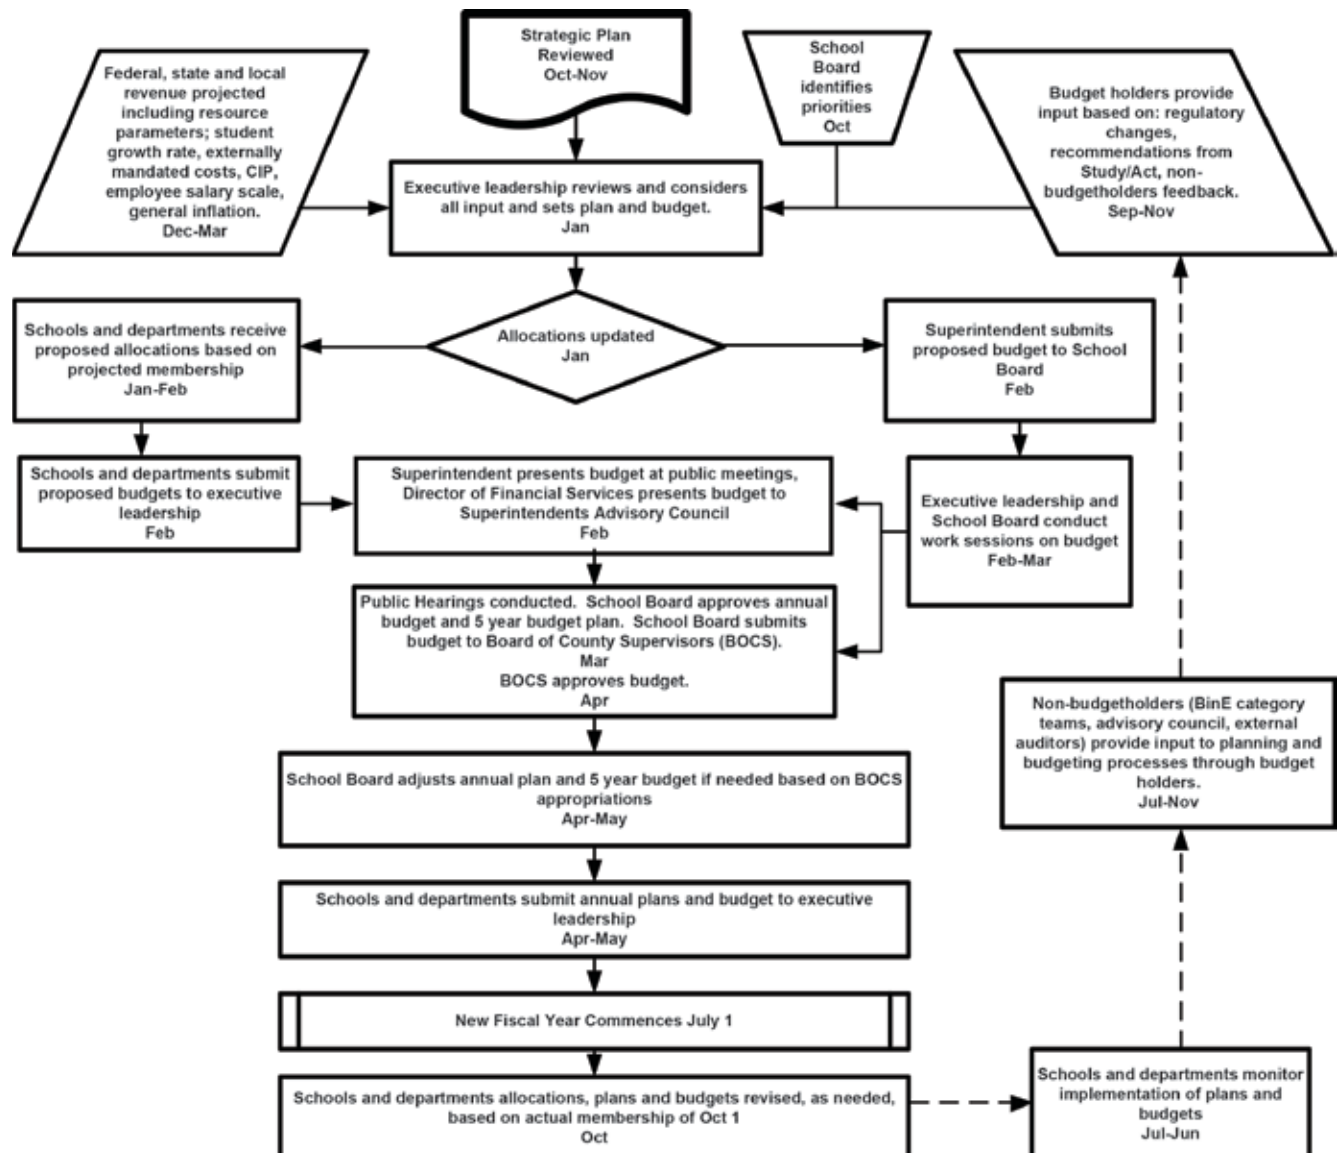 Strategic Plan
Reviewed
Oct-Nov
School
Board
identifies
priorities
Oct
Federal, state and local
revenue projected
including resource
parameters; student
growth rate, externally
mandated costs, CIP,
employee salary scale,
general inflation.
Dec-Mar
Budget holders provide
input based on: regulatory
changes,
recommendations from
Study/Act, non-
budgetholders feedback.
Sep-Nov
Executive leadership reviews and considers
all input and sets plan and budget.
Jan
Allocations updated
Jan
Schools and departments receive
proposed allocations based on
projected membership
Jan-Feb
Superintendent submits
proposed budget to School
Board
Feb
Schools and departments submit
proposed budgets to executive
leadership
Feb
Superintendent presents budget at public meetings,
Director of Financial Services presents budget to
Superintendents Advisory Council
Feb
Executive leadership and
School Board conduct
work sessions on budget
Feb-Mar
Public Hearings conducted.  School Board approves annual
budget and 5 year budget plan.  School Board submits
budget to Board of County Supervisors (BOCS).
Mar
BOCS approves budget.
Apr
Non-budgetholders (BinE category
teams, advisory council, external
auditors) provide input to planning and
budgeting processes through budget
holders.
Jul-Nov
School Board adjusts annual plan and 5 year budget if needed based on BOCS
appropriations
Apr-May
Schools and departments submit annual plans and budget to executive
leadership
Apr-May
New Fiscal Year Commences July 1
Schools and departments allocations, plans and budgets revised, as needed,
based on actual membership of Oct 1
Oct
Schools and departments monitor
implementation of plans and
budgets
Jul-Jun